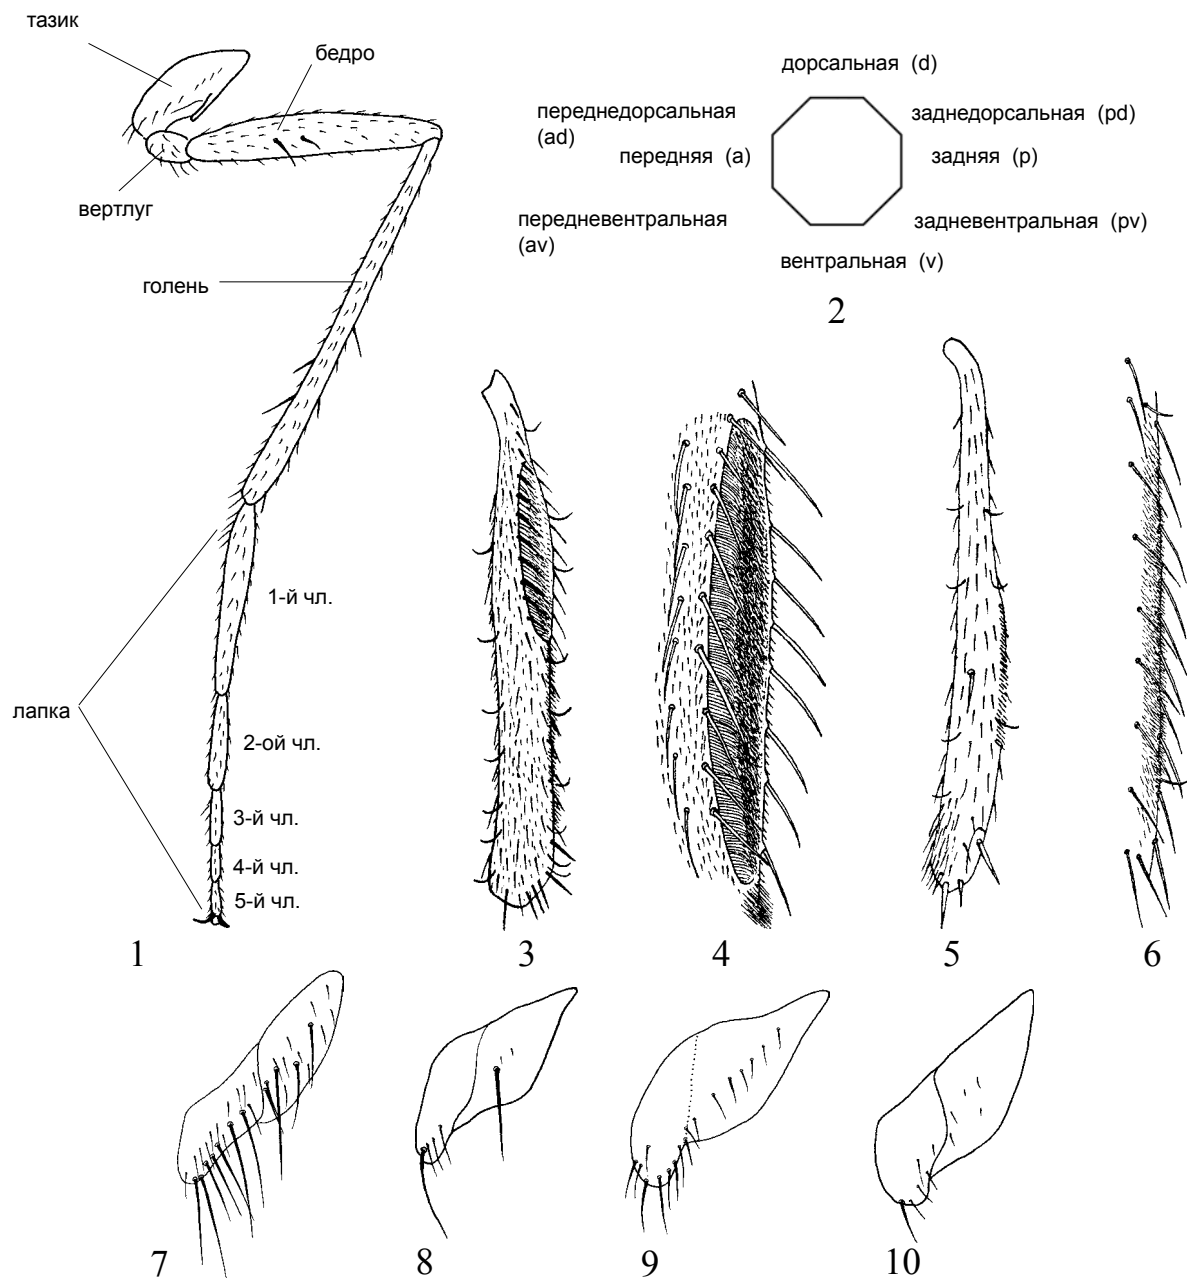 тазик
бедро
вертлуг
голень
1-й чл.
лапка
2-ой чл.
3-й чл.
4-й чл.
5-й чл.
1
дорсальная (d)
переднедорсальная
(ad)
заднедорсальная (pd)
передняя (a)
задняя (p)
передневентральная
(av)
задневентральная (pv)
вентральная (v)
2
3
4
5
6
7
8
9
10